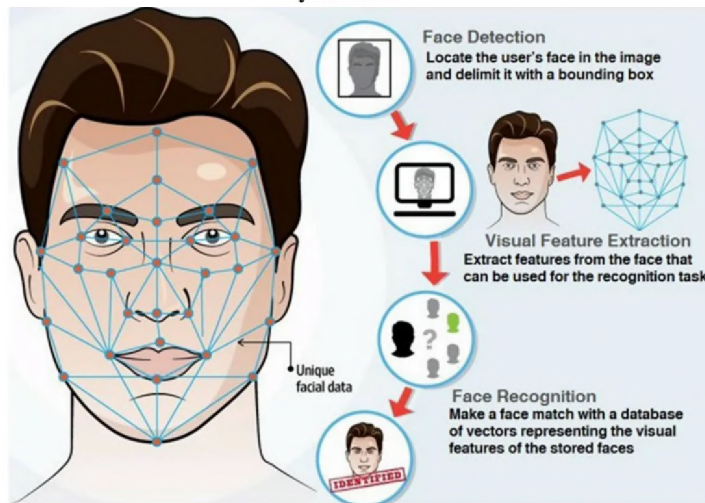 Face Detection
Locate the user's face in the image
and delimit it with a bounding box
Visual Feature Extraction
Extract features from the face that
can be used for the recognition task
Unique
facial data
?
Face Recognition
Make a face match with a database
of vectors representing the visual
features of the stored faces
IDENTIFIED